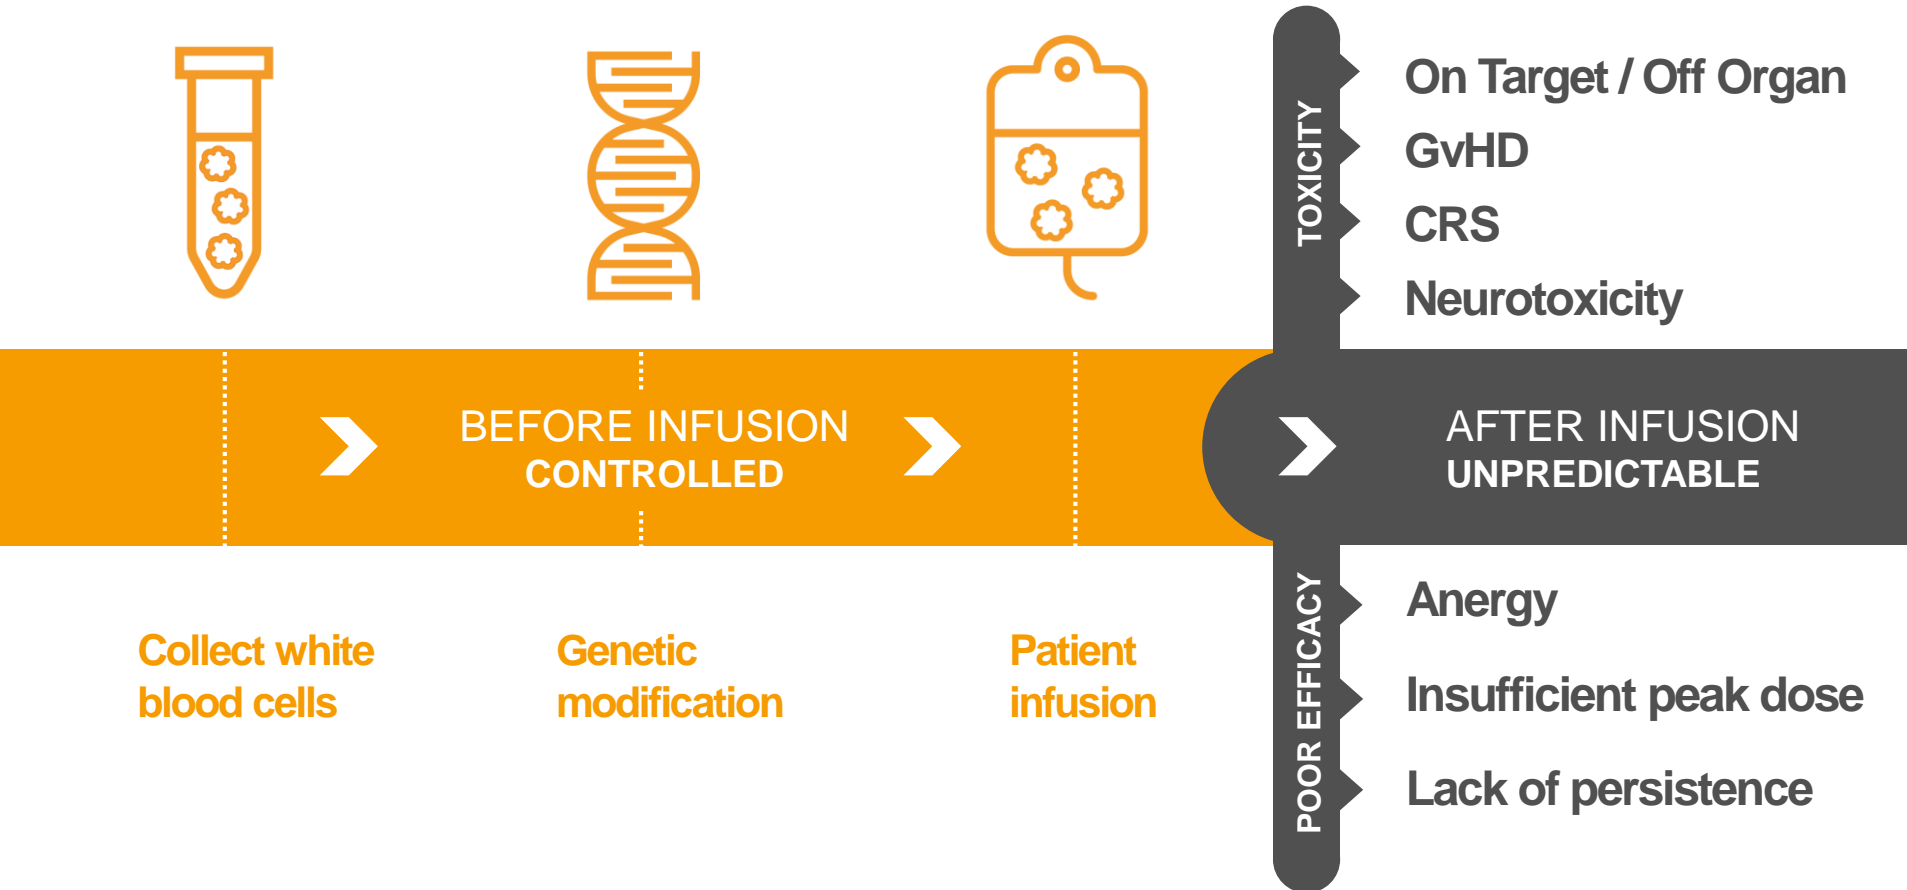 On Target / Off Organ
GvHD
CRS
Neurotoxicity
TOXICITY
BEFORE INFUSION
CONTROLLED
AFTER INFUSION
UNPREDICTABLE
Collect white
blood cells
Genetic
modification
Patient
infusion
POOR EFFICACY
Anergy
Insufficient peak dose
Lack of persistence